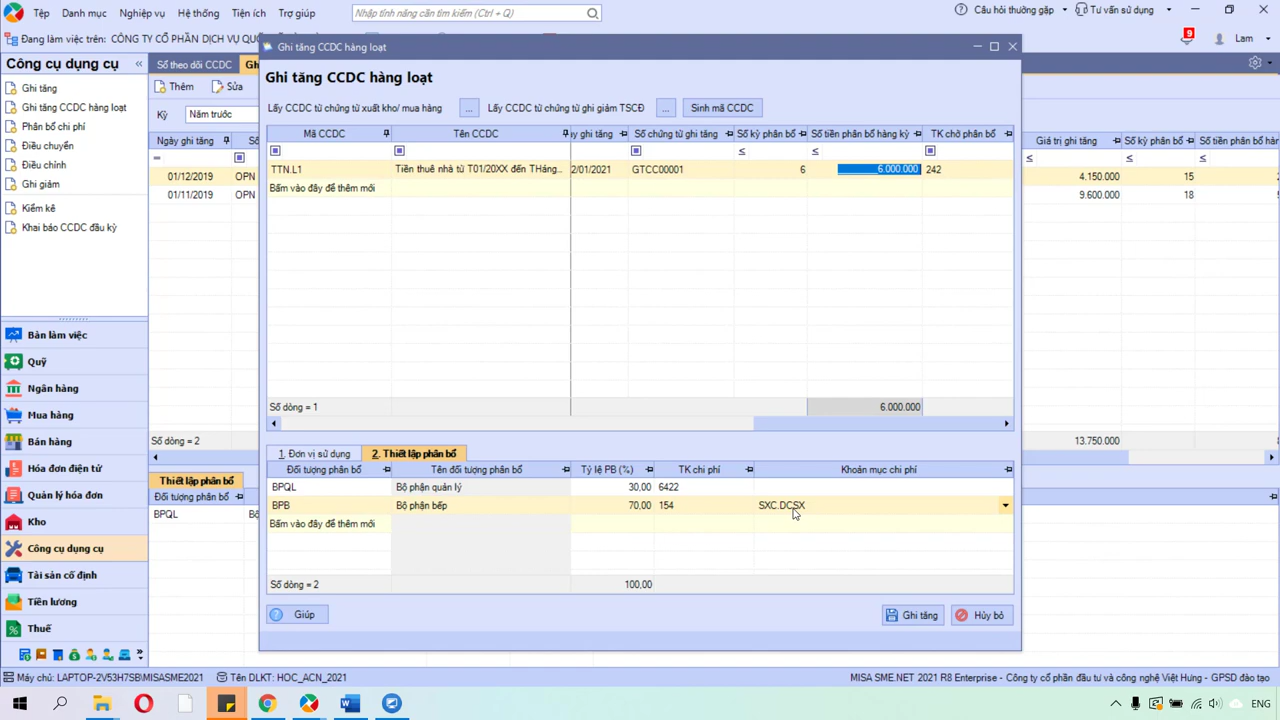 Tệp Danh mục Nghiệp vụ Hệ thống Tiện ích Trợ giúp Nhập tính năng cần tìm kiếm (Ctrl + Q) Câu hỏi thường gặp Tư vấn sử dụng
Đang làm việc trên: CÔNG TY CỔ PHẦN DỊCH VỤ QUỐ 9 Lam
Công cụ dụng cụ «
Ghi tăng
Ghi tăng CCDC hàng loạt
Phân bổ chi phí
Điều chuyển
Điều chỉnh
Ghi giảm
Kiểm kê
Khai báo CCDC đầu kỳ
Bàn làm việc
Quỹ
Ngân hàng
Mua hàng
Bán hàng
Hóa đơn điện tử
Quản lý hóa đơn
Kho
Công cụ dụng cụ
Tài sản cố định
Tiền lương
Thuế
Sổ theo dõi CCDC Gh
Thêm Sửa
Kỳ Năm trước
Ngày ghi tăng Số
= 
01/12/2019 OPN
01/11/2019 OPN
Số dòng = 2
Thiết lập phân bổ
Đối tượng phân bổ
BPQL Bộ
Giá trị ghi tăng Số kỳ phân bổ Số tiền phân bổ hàng
≤ ≤ ≤
4.150.000 15
9.600.000 18
13.750.000
Ghi tăng CCDC hàng loạt
Ghi tăng CCDC hàng loạt
Lấy CCDC từ chứng từ xuất kho/ mua hàng ... Lấy CCDC từ chứng từ ghi giảm TSCĐ ... Sinh mã CCDC
Mã CCDC Tên CCDC ày ghi tăng Số chứng từ ghi tăng Số kỳ phân bổ Số tiền phân bổ hàng kỳ TK chờ phân bổ
≤ ≤
TTN.L1 Tiền thuê nhà từ T01/20XX đến THáng... 2/01/2021 GTCC00001 6 6.000.000 242
Bấm vào đây để thêm mới
Số dòng = 1 6.000.000
1. Đơn vị sử dụng 2. Thiết lập phân bổ
Đối tượng phân bổ Tên đối tượng phân bổ Tỷ lệ PB (%) TK chi phí Khoản mục chi phí
BPQL Bộ phận quản lý 30,00 6422
BPB Bộ phận bếp 70,00 154 SXC.DCSX
Bấm vào đây để thêm mới
Số dòng = 2 100,00
Giúp Ghi tăng Hủy bỏ
Máy chủ: LAPTOP-2V53H7SB\MISASME2021 Tên DLKT: HOC_AN_2021 MISA SME.NET 2021 R8 Enterprise - Công ty cổ phần đầu tư và công nghệ Việt Hưng - GPSD đào tạo
ENG